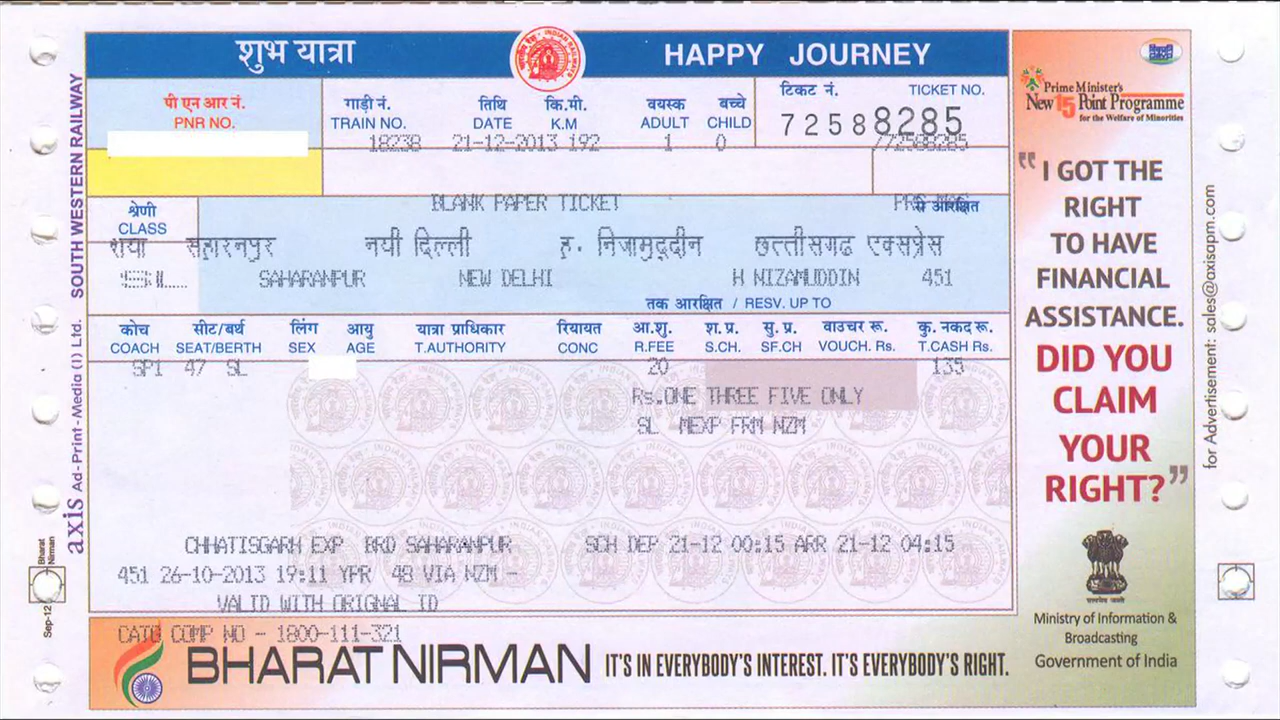 शुभ यात्रा
HAPPY JOURNEY
पी एन आर नं.
PNR NO.
गाड़ी नं.
TRAIN NO.
तिथि
DATE
कि.मी.
K.M
वयस्क
ADULT
बच्चे
CHILD
टिकट नं.
TICKET NO.
72588285
18238 21-12-2013 192 1 0 /72588285
BLANK PAPER TICKET
से आरक्षित
श्रेणी
CLASS
शया सहारनपुर नयी दिल्ली ह. निजामुद्दीन छत्तीसगढ एक्सप्रेस
SAHARANPUR NEW DELHI H NIZAMUDDIN 451
तक आरक्षित / RESV. UP TO
कोच सीट/बर्थ लिंग आयु यात्रा प्राधिकार रियायत आ.शु. श.प्र. सु.प्र. वाउचर रू. कु. नकद रू.
COACH SEAT/BERTH SEX AGE T.AUTHORITY CONC R.FEE S.CH. SF.CH VOUCH. Rs. T.CASH Rs.
SP1 47 SL 20 135
Rs.ONE THREE FIVE ONLY
SL MEXP FRM NZM
CHHATISGARH EXP BRD SAHARANPUR SCH DEP 21-12 00:15 ARR 21-12 04:15
451 26-10-2013 19:11 YPR 48 VIA NZM -
VALID WITH ORIGNAL ID
CATG COMP NO - 1800-111-321
BHARAT NIRMAN IT'S IN EVERYBODY'S INTEREST. IT'S EVERYBODY'S RIGHT.
SOUTH WESTERN RAILWAY
axis Ad-Print-Media (I) Ltd.
Bharat
Nirman
Sep-12
Prime Minister's
New 15 Point Programme
for the Welfare of Minorities
"I GOT THE
RIGHT
TO HAVE
FINANCIAL
ASSISTANCE.
DID YOU
CLAIM
YOUR
RIGHT?"
सत्यमेव जयते
Ministry of Information &
Broadcasting
Government of India
for Advertisement: sales@axisapm.com